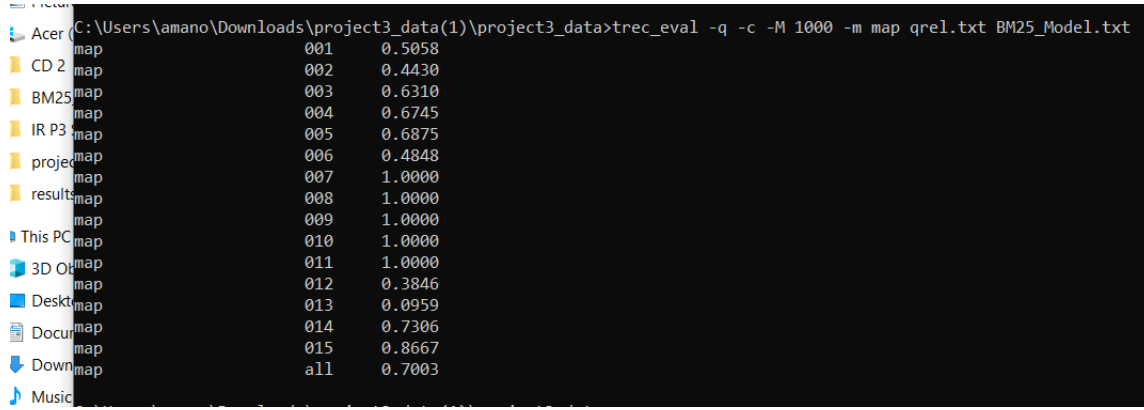 Acer (
CD 2
BM25
IR P3
projec
results
This PC
3D Ob
Deskt
Docur
Down
Music
C:\Users\amano\Downloads\project3_data(1)\project3_data>trec_eval -q -c -M 1000 -m map qrel.txt BM25_Model.txt
map 001 0.5058
map 002 0.4430
map 003 0.6310
map 004 0.6745
map 005 0.6875
map 006 0.4848
map 007 1.0000
map 008 1.0000
map 009 1.0000
map 010 1.0000
map 011 1.0000
map 012 0.3846
map 013 0.0959
map 014 0.7306
map 015 0.8667
map all 0.7003